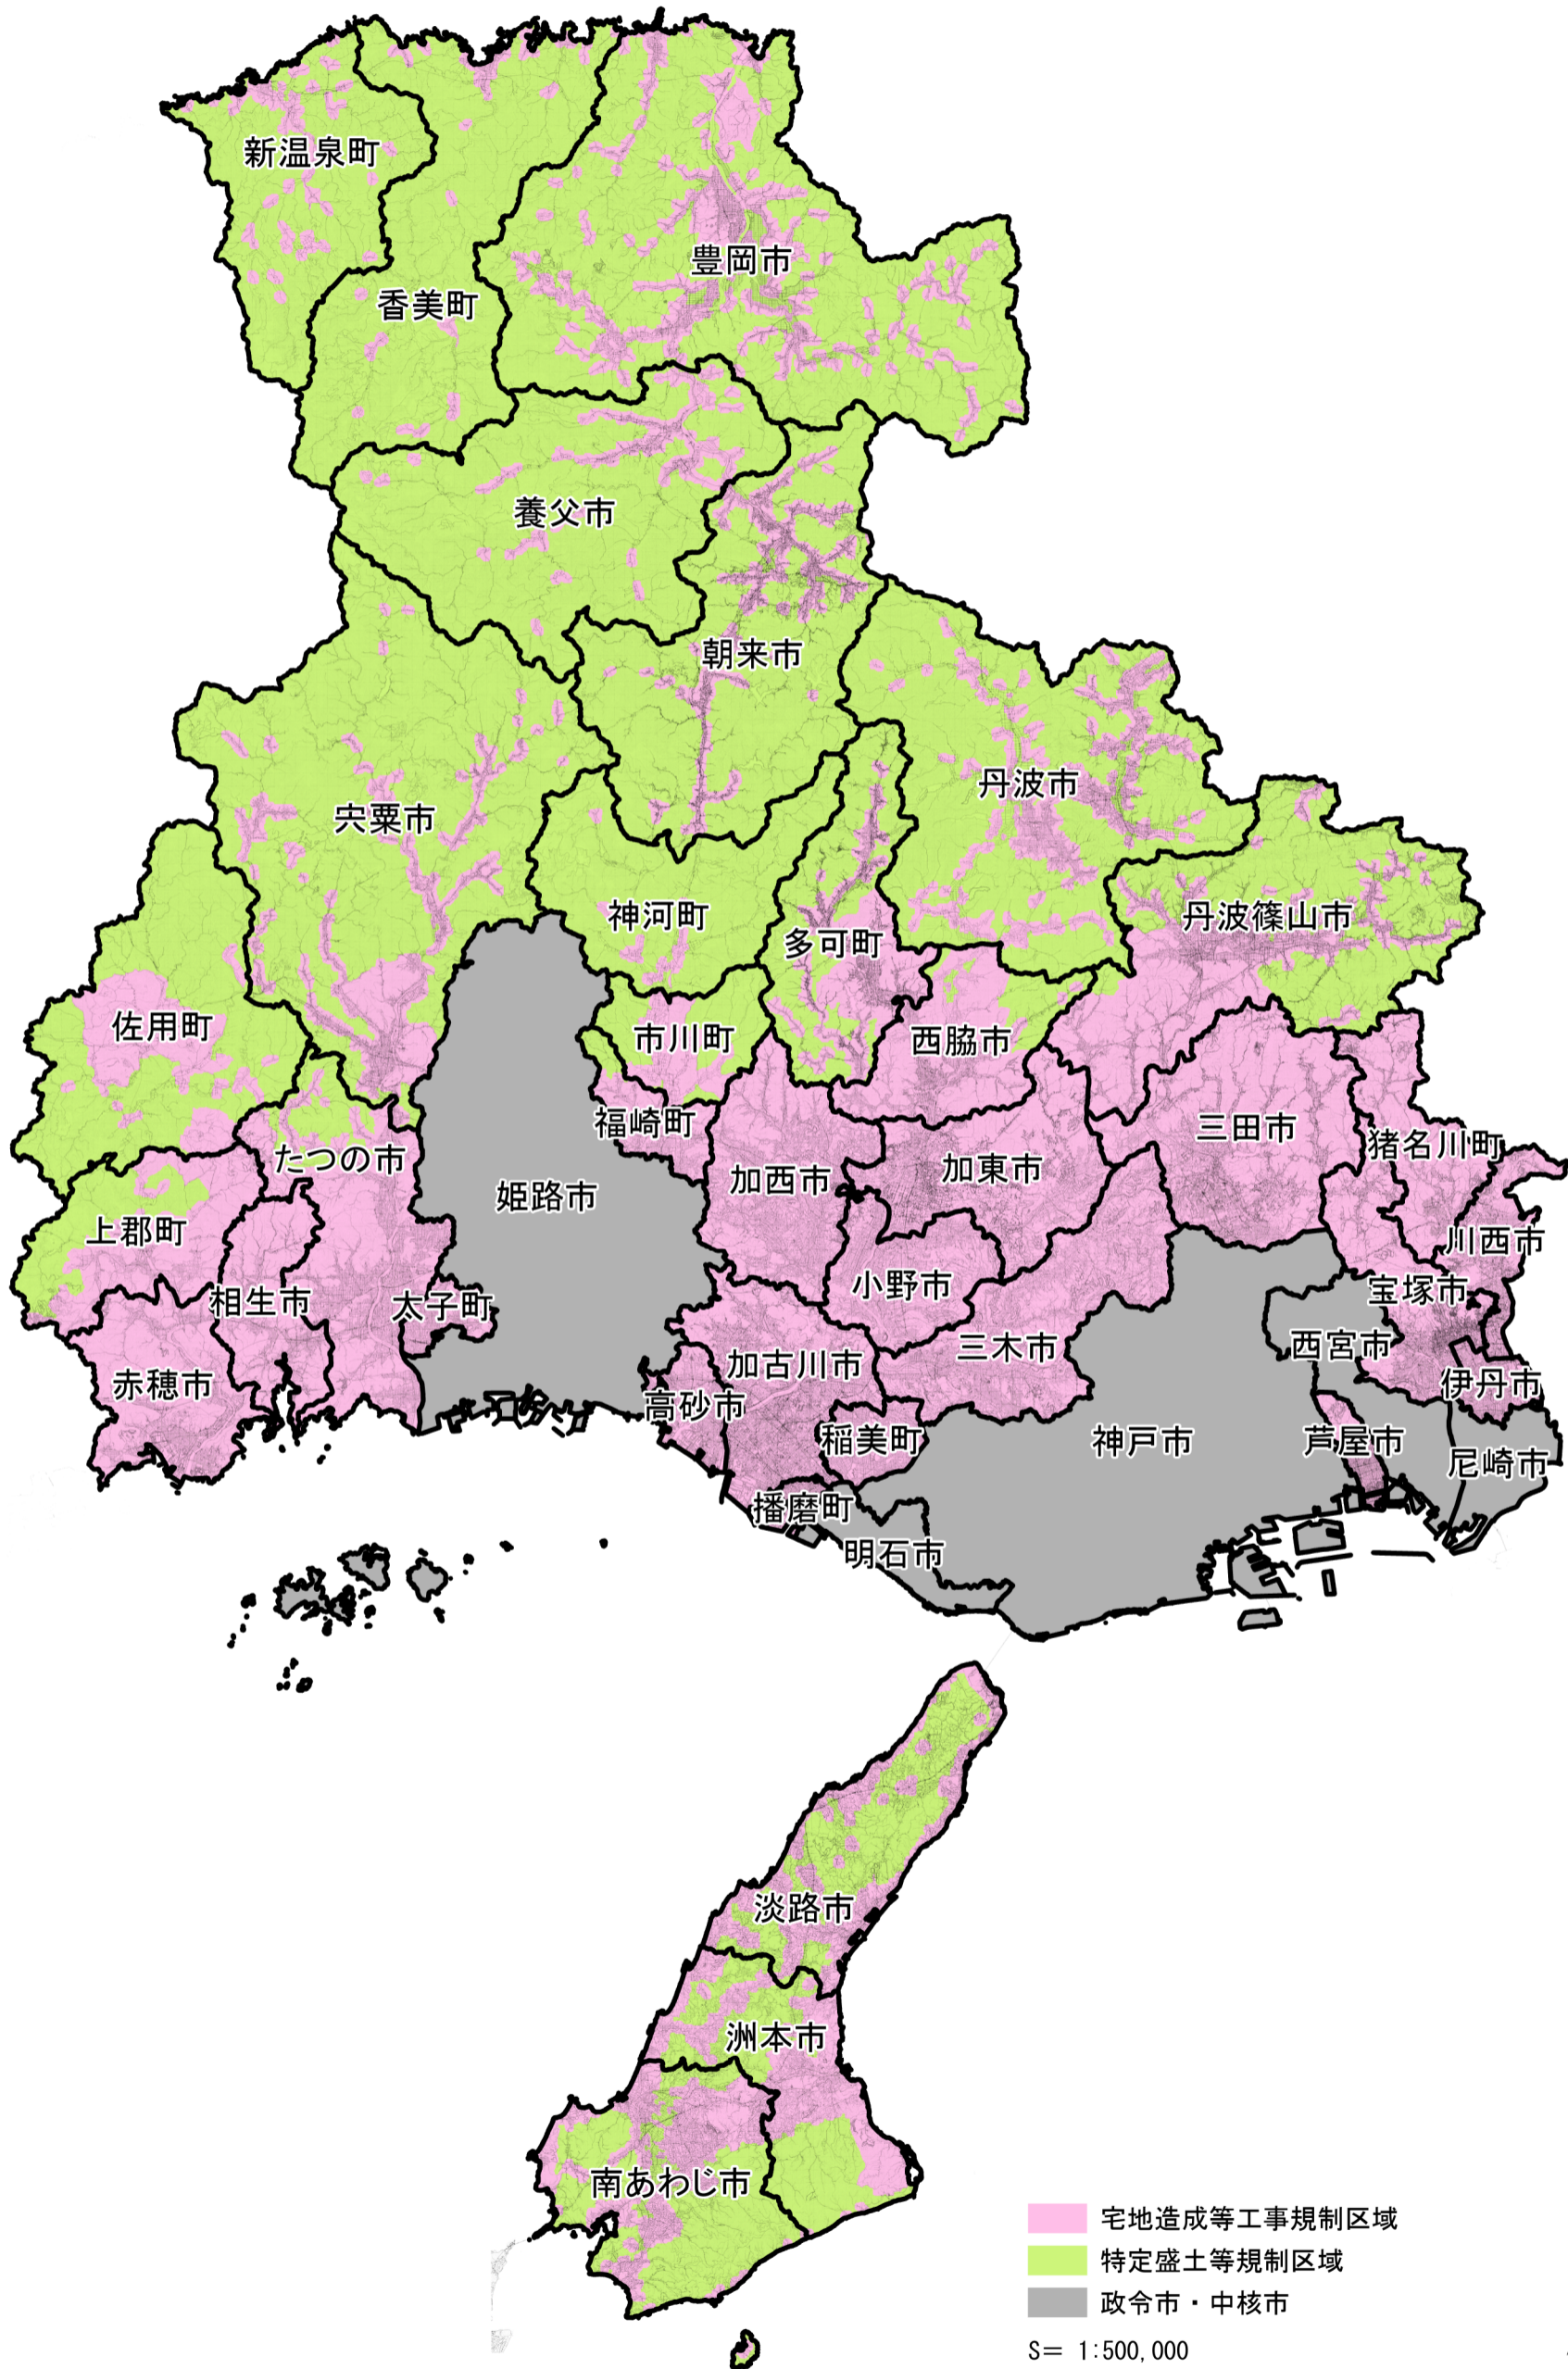 新温泉町
豊岡市
香美町
養父市
朝来市
丹波市
宍粟市
神河町
多可町
丹波篠山市
佐用町
市川町
西脇市
福崎町
三田市
猪名川町
たつの市
加西市
加東市
姫路市
上郡町
川西市
小野市
相生市
太子町
宝塚市
三木市
西宮市
加古川市
赤穂市
伊丹市
高砂市
稲美町
神戸市
芦屋市
尼崎市
播磨町
明石市
淡路市
洲本市
南あわじ市
宅地造成等工事規制区域
特定盛土等規制区域
政令市・中核市
S= 1:500,000